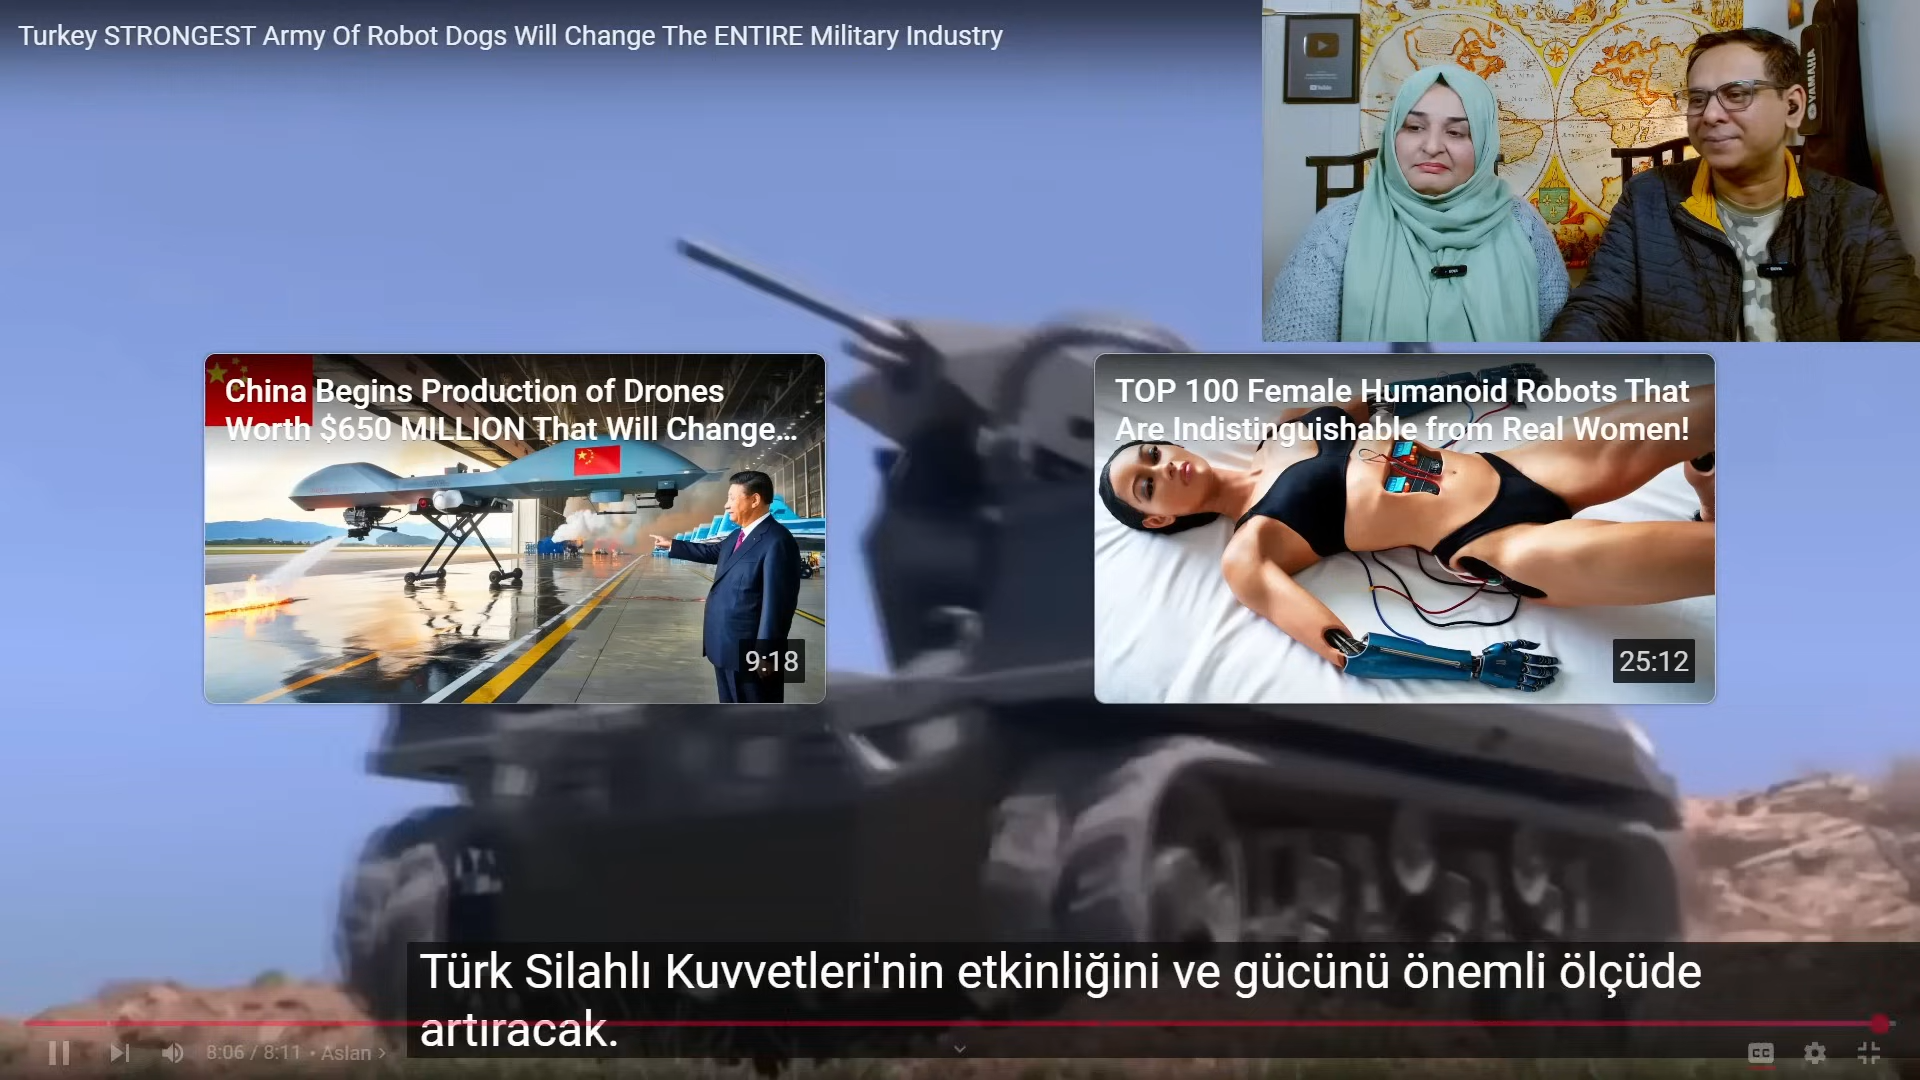 Turkey STRONGEST Army Of Robot Dogs Will Change The ENTIRE Military Industry
YAMAHA
China Begins Production of Drones
Worth $650 MILLION That Will Change...
9:18
TOP 100 Female Humanoid Robots That
Are Indistinguishable from Real Women!
25:12
Türk Silahlı Kuvvetleri'nin etkinliğini ve gücünü önemli ölçüde
artıracak.
8:06 / 8:11 • Aslan >
CC